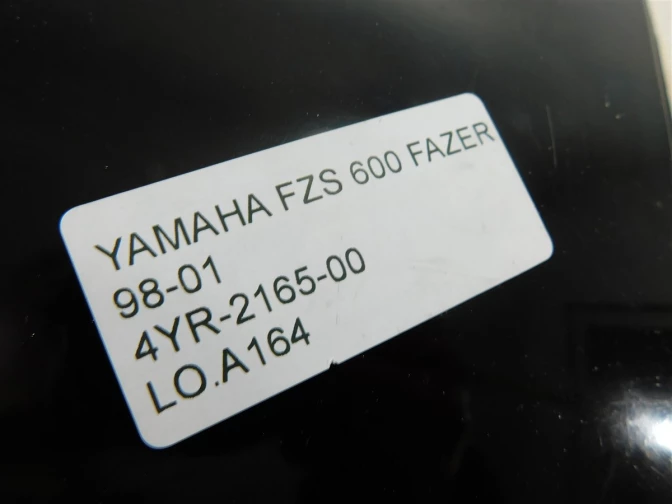 YAMAHA FZS 600 FAZER
98-01
4YR-2165-00
LO.A164